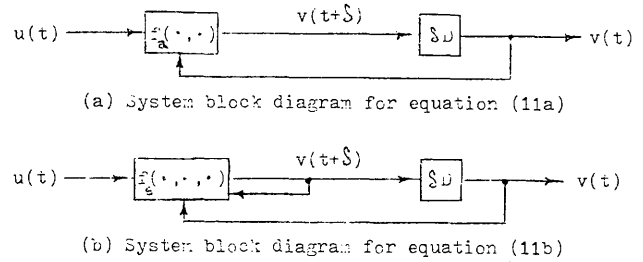 v(t+δ)
u(t) f_a(·,·) δD v(t)
(a) System block diagram for equation (11a)
v(t+δ)
u(t) f_s(·,·,·) δD v(t)
(b) System block diagram for equation (11b)